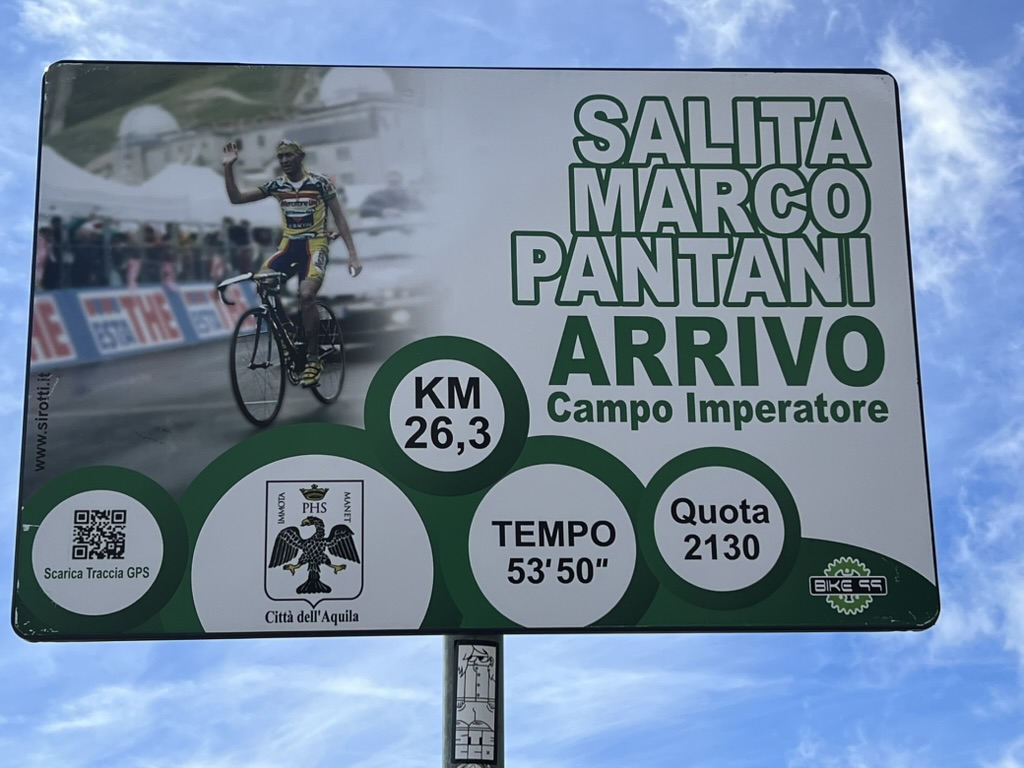 SALITA
MARCO
PANTANI
ARRIVO
Campo Imperatore
ESTA THE
ESTA
www.sirotti.it
KM
26,3
Scarica Traccia GPS
IMMOTA
PHS
MANET
Città dell'Aquila
TEMPO
53'50"
Quota
2130
BIKE 99